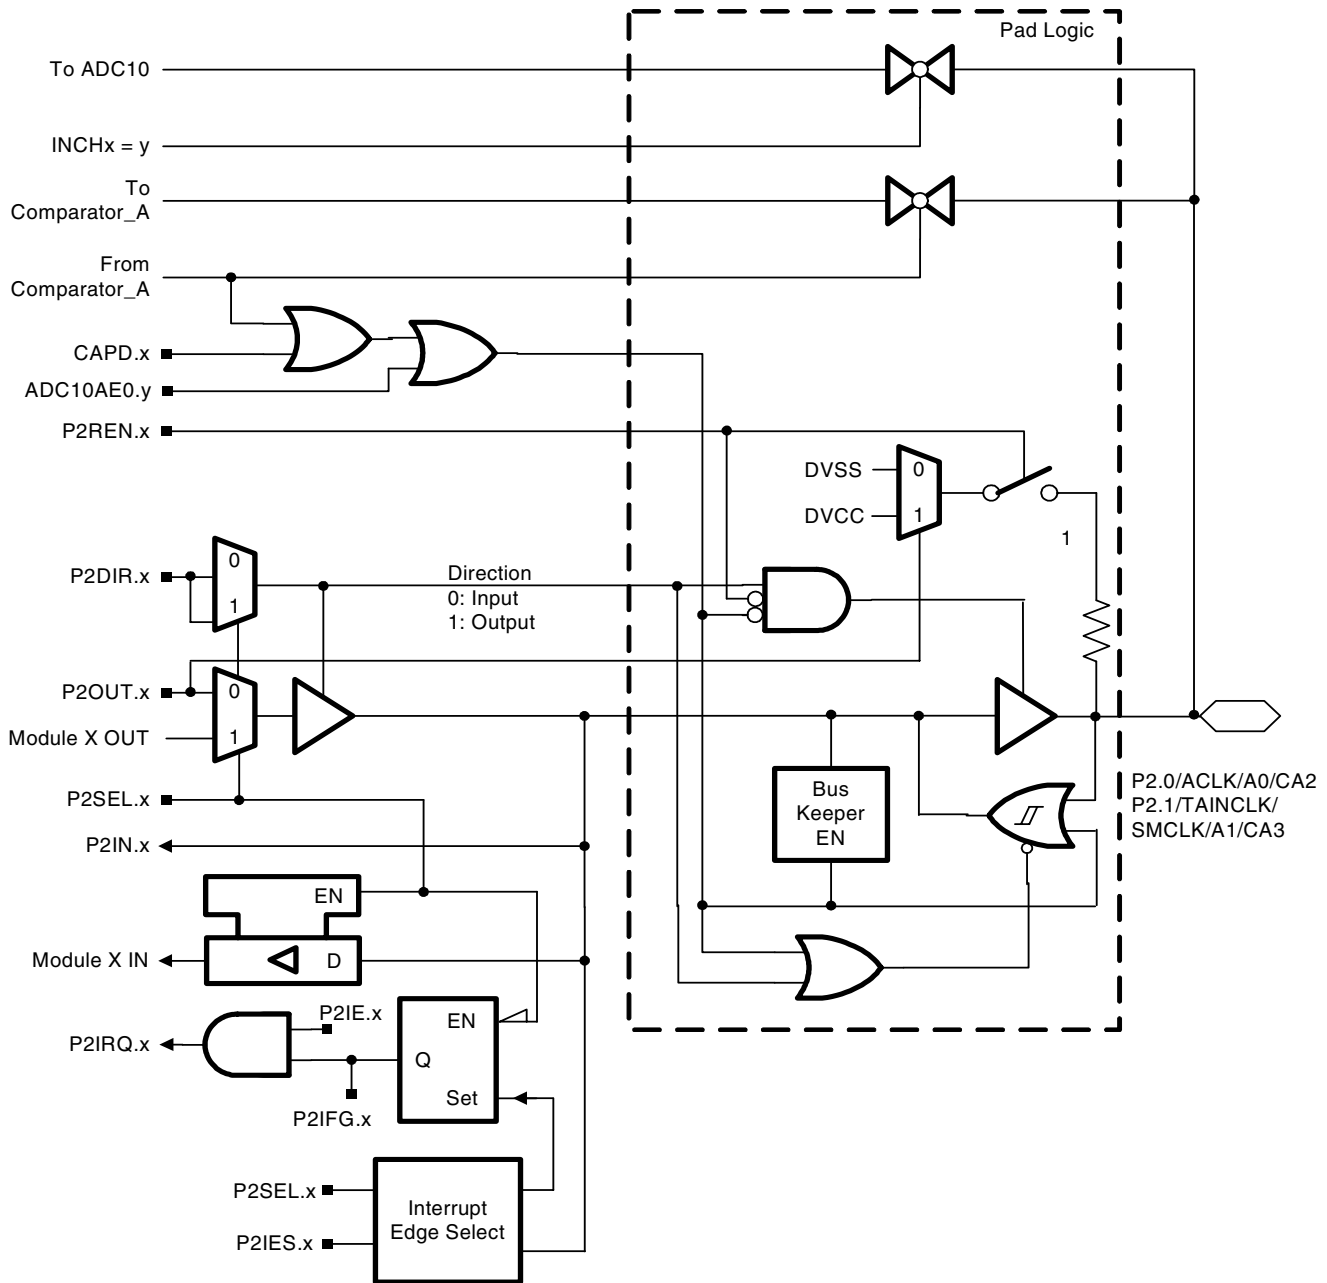 Pad Logic
To ADC10
INCHx = y
To
Comparator_A
From
Comparator_A
CAPD.x
ADC10AE0.y
P2REN.x
DVSS
0
DVCC
1
1
P2DIR.x
0
1
Direction
0: Input
1: Output
P2OUT.x
0
Module X OUT
1
P2SEL.x
P2IN.x
Bus
Keeper
EN
P2.0/ACLK/A0/CA2
P2.1/TAINCLK/
SMCLK/A1/CA3
EN
Module X IN
D
P2IE.x
P2IRQ.x
EN
Q
Set
P2IFG.x
P2SEL.x
P2IES.x
Interrupt
Edge Select